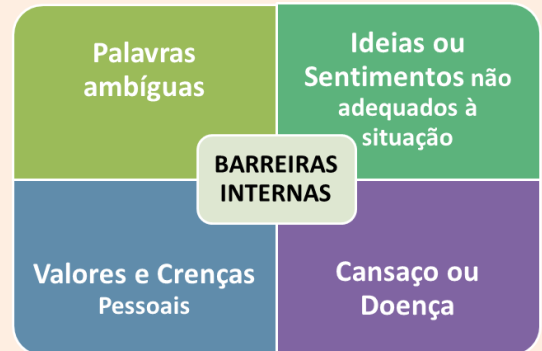 Palavras
ambíguas
Ideias ou
Sentimentos não
adequados à
situação
BARREIRAS
INTERNAS
Valores e Crenças
Pessoais
Cansaço ou
Doença